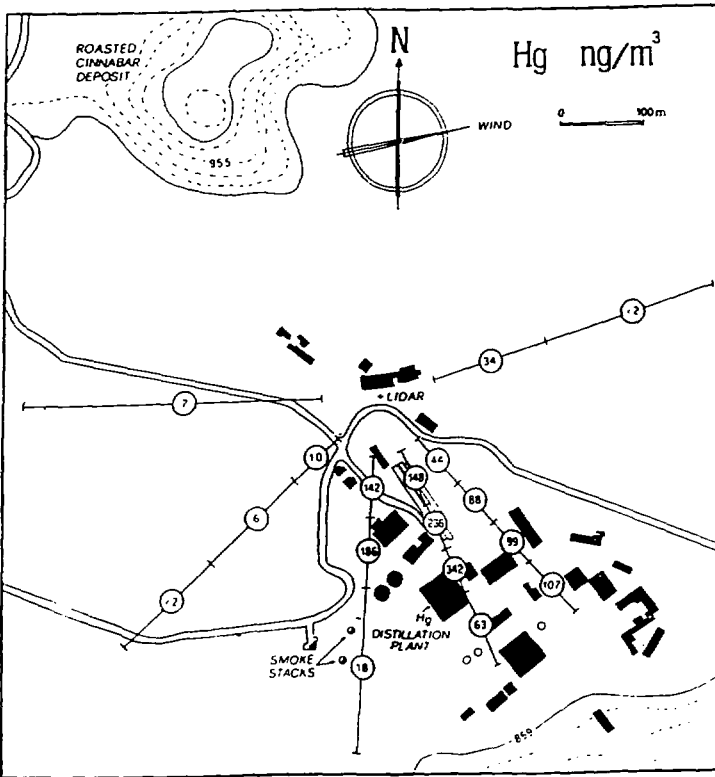 ROASTED
CINNABAR
DEPOSIT
N
Hg ng/m³
0 100m
WIND
955
<2
34
7
+ LIDAR
10
44
142
148
88
6
236
186
99
342
107
<2
Hg
DISTILLATION
PLANT
63
SMOKE
STACKS
18
859